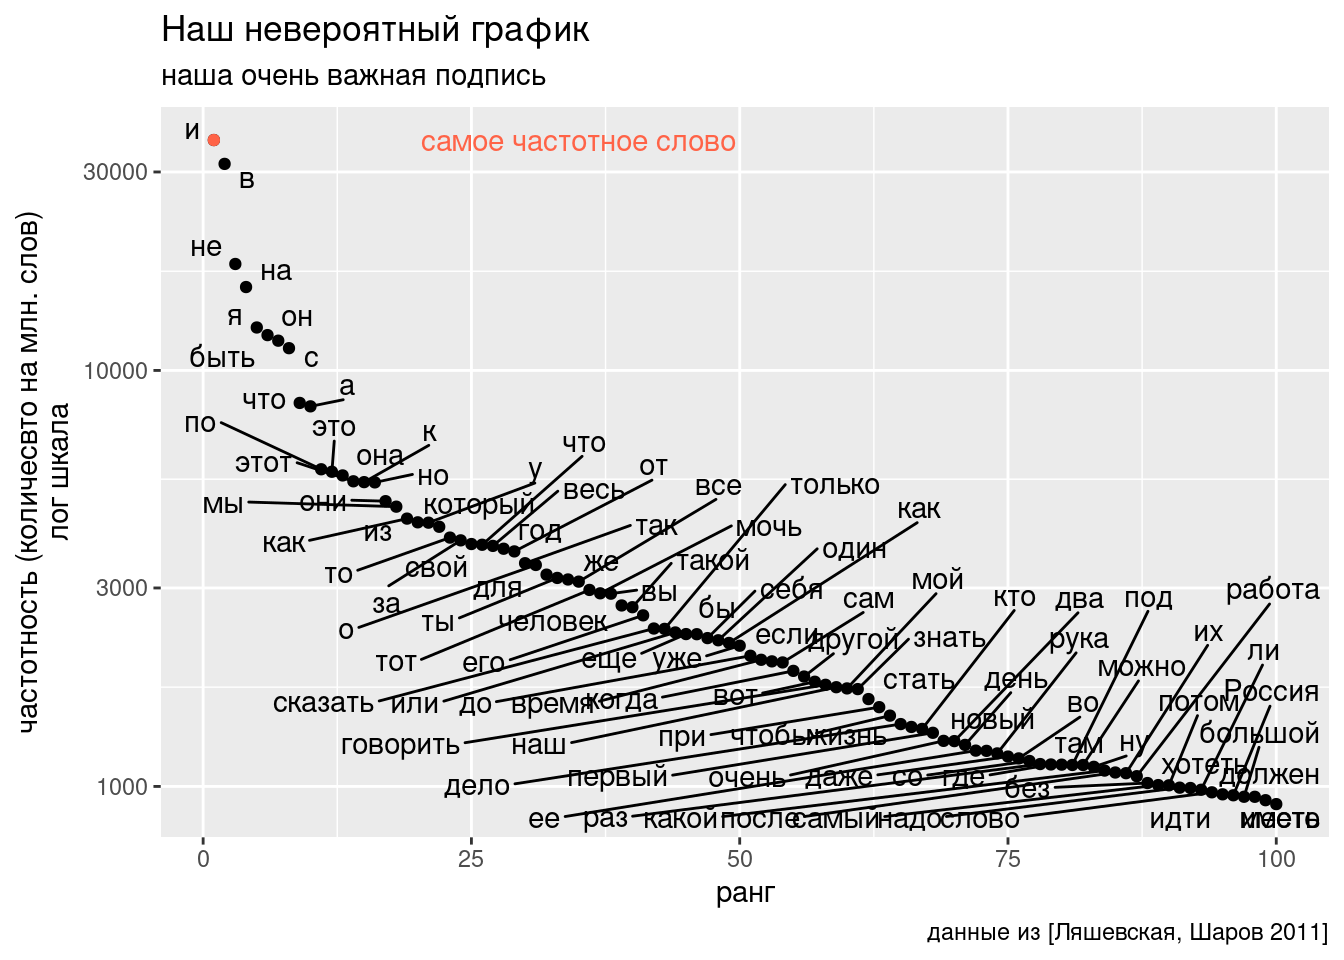 Наш невероятный график
наша очень важная подпись
частотность (количесвто на млн. слов)
лог шкала
30000
10000
3000
1000
и
самое частотное слово
в
не
на
я
он
быть
с
что
а
по
это
к
этот
она
но
у
что
от
весь
все
только
мы
они
который
как
как
из
год
так
мочь
то
свой
же
такой
один
за
для
вы
себя
мой
работа
о
ты
человек
бы
сам
кто
два
под
тот
его
еще
уже
если
другой
знать
рука
их
ли
сказать
или
до
время
когда
вот
стать
день
можно
Россия
говорить
наш
при
чтобы
жизнь
новый
во
потом
большой
дело
первый
очень
даже
со
где
там
ну
без
хотеть
должен
ее
раз
какой
после
самый
надо
слово
идти
иметь
0
25
50
75
100
ранг
данные из [Ляшевская, Шаров 2011]